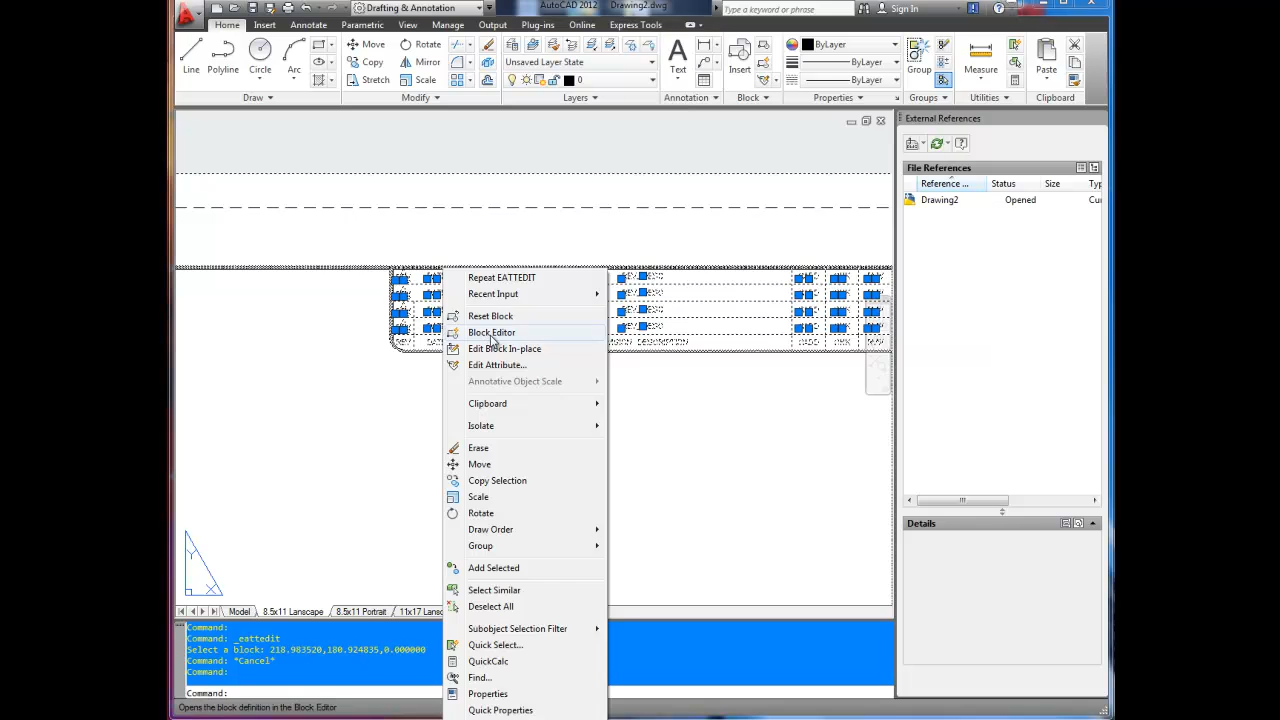 Drafting & Annotation
AutoCAD 2012 Drawing2.dwg
Type a keyword or phrase
Sign In
Home Insert Annotate Parametric View Manage Output Plug-ins Online Express Tools
Line Polyline Circle Arc
Move Rotate
Copy Mirror
Stretch Scale
Unsaved Layer State
0
Text
Insert
ByLayer
ByLayer
ByLayer
Group
Measure
Paste
Draw Modify Layers Annotation Block Properties Groups Utilities Clipboard
External References
File References
Reference ... Status Size Typ
Drawing2 Opened Cur
Details
Repeat EATTEDIT
Recent Input
Reset Block
Block Editor
Edit Block In-place
Edit Attribute...
Annotative Object Scale
Clipboard
Isolate
Erase
Move
Copy Selection
Scale
Rotate
Draw Order
Group
Add Selected
Select Similar
Deselect All
Subobject Selection Filter
Quick Select...
QuickCalc
Find...
Properties
Quick Properties
Y
X
Model 8.5x11 Lanscape 8.5x11 Portrait 11x17 Lansc
Command:
Command: _eattedit
Select a block: 218.983520,180.924835,0.000000
Command: *Cancel*
Command:
Command:
Opens the block definition in the Block Editor